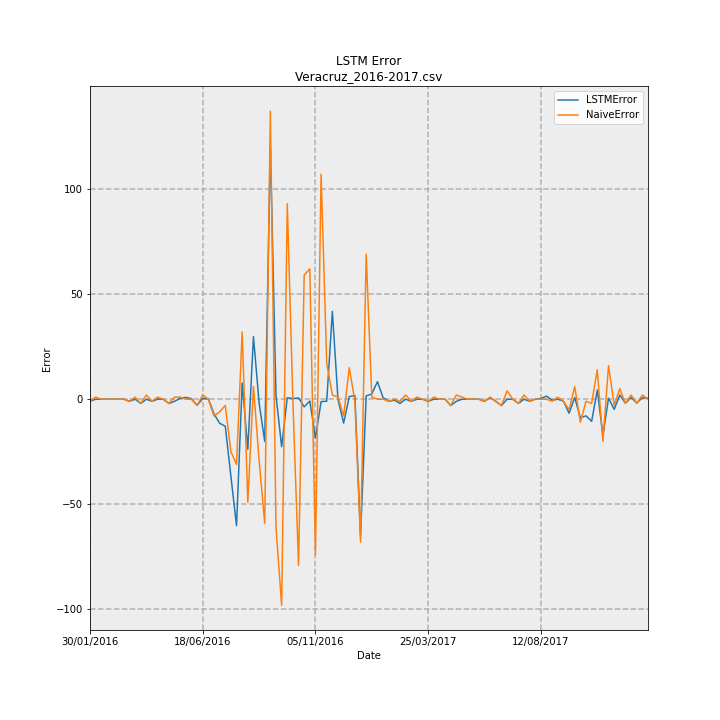 LSTM Error
Veracruz_2016-2017.csv
LSTMError
NaiveError
100
50
0
−50
−100
Error
30/01/2016
18/06/2016
05/11/2016
25/03/2017
12/08/2017
Date